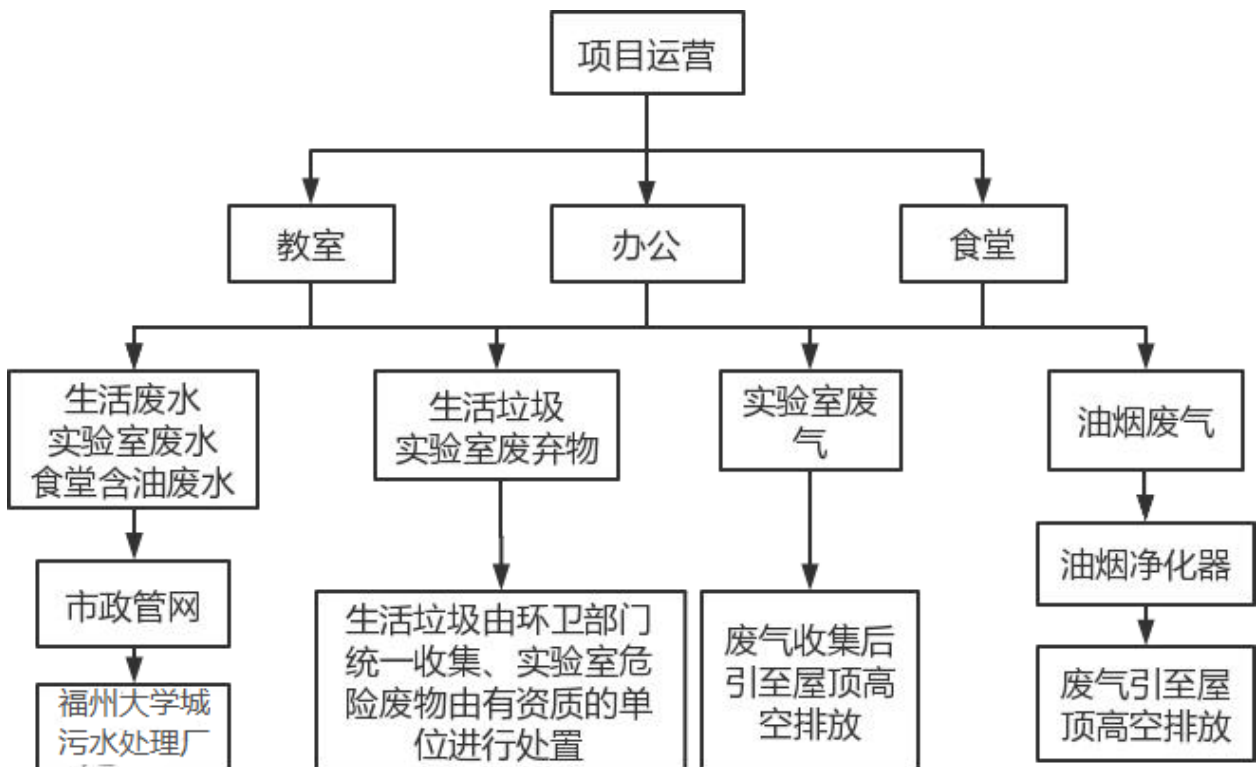 项目运营
教室
办公
食堂
生活废水
实验室废水
食堂含油废水
生活垃圾
实验室废弃物
实验室废
气
油烟废气
市政管网
油烟净化器
生活垃圾由环卫部门
统一收集、实验室危
险废物由有资质的单
位进行处置
废气收集后
引至屋顶高
空排放
废气引至屋
顶高空排放
福州大学城
污水处理厂